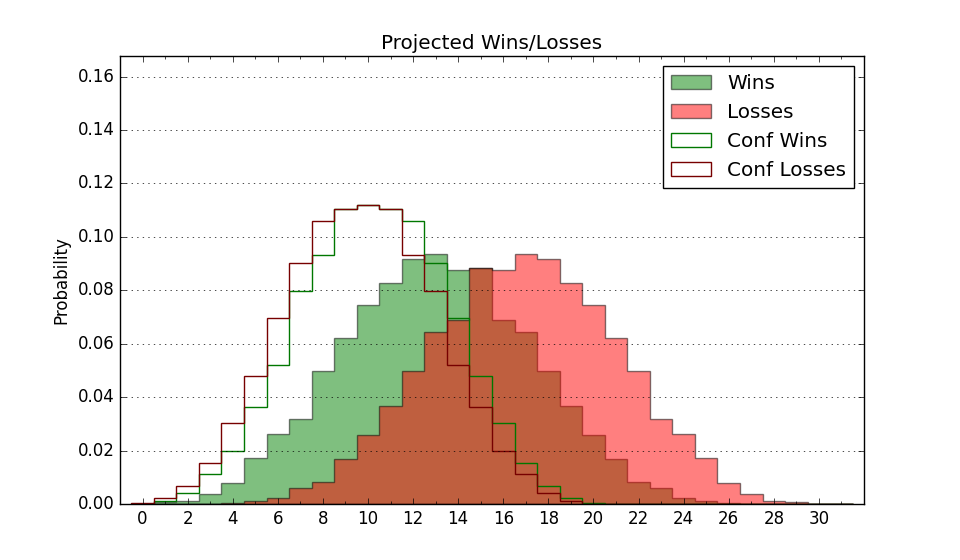 Projected Wins/Losses
Probability
0.16
0.14
0.12
0.10
0.08
0.06
0.04
0.02
0.00
0 2 4 6 8 10 12 14 16 18 20 22 24 26 28 30
Wins
Losses
Conf Wins
Conf Losses